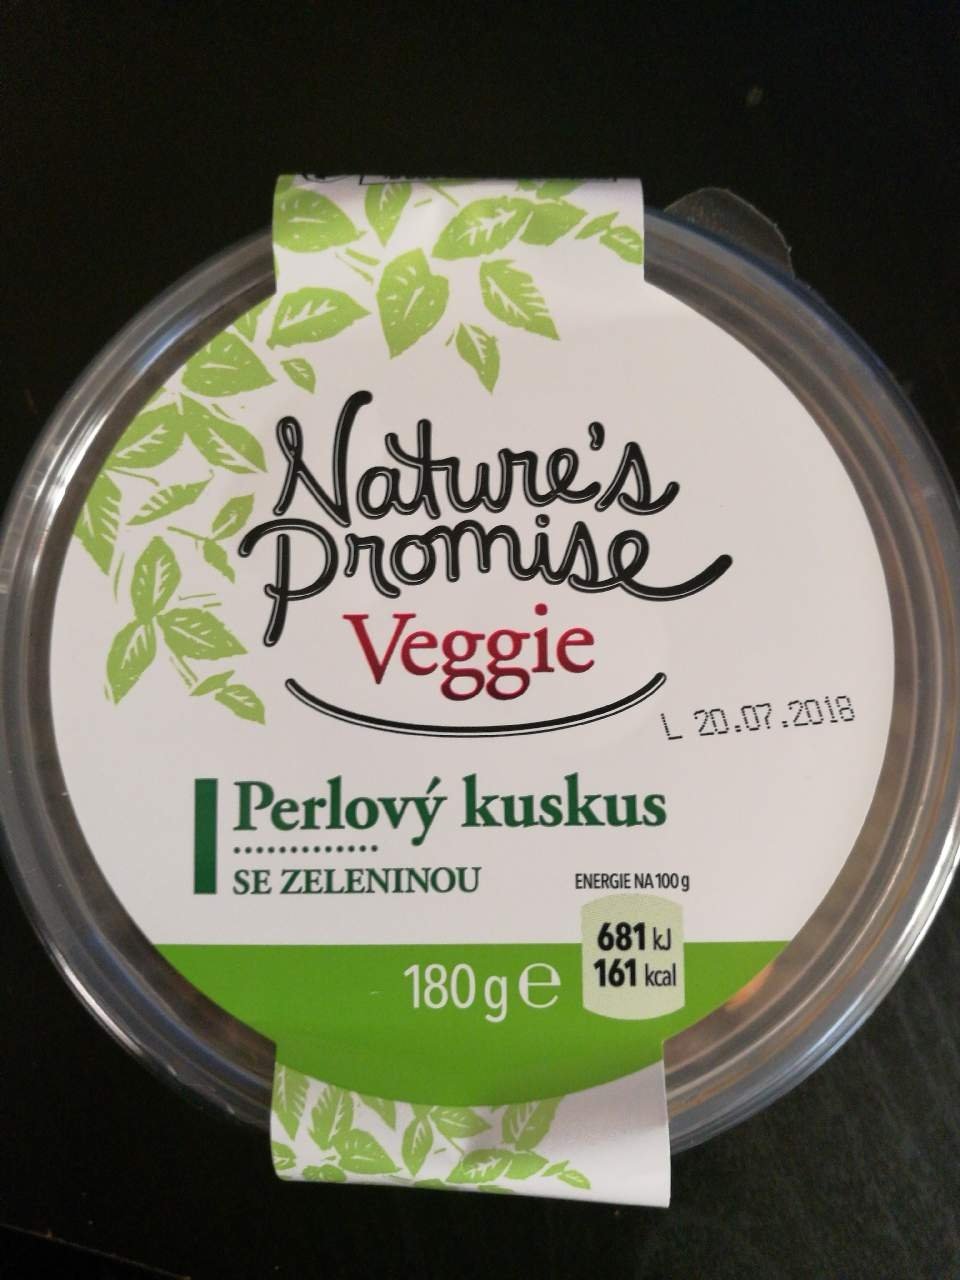 Nature's
Promise
Veggie
L 20.07.2018
Perlový kuskus
SE ZELENINOU
ENERGIE NA 100 g
681 kJ
161 kcal
180 g ℮